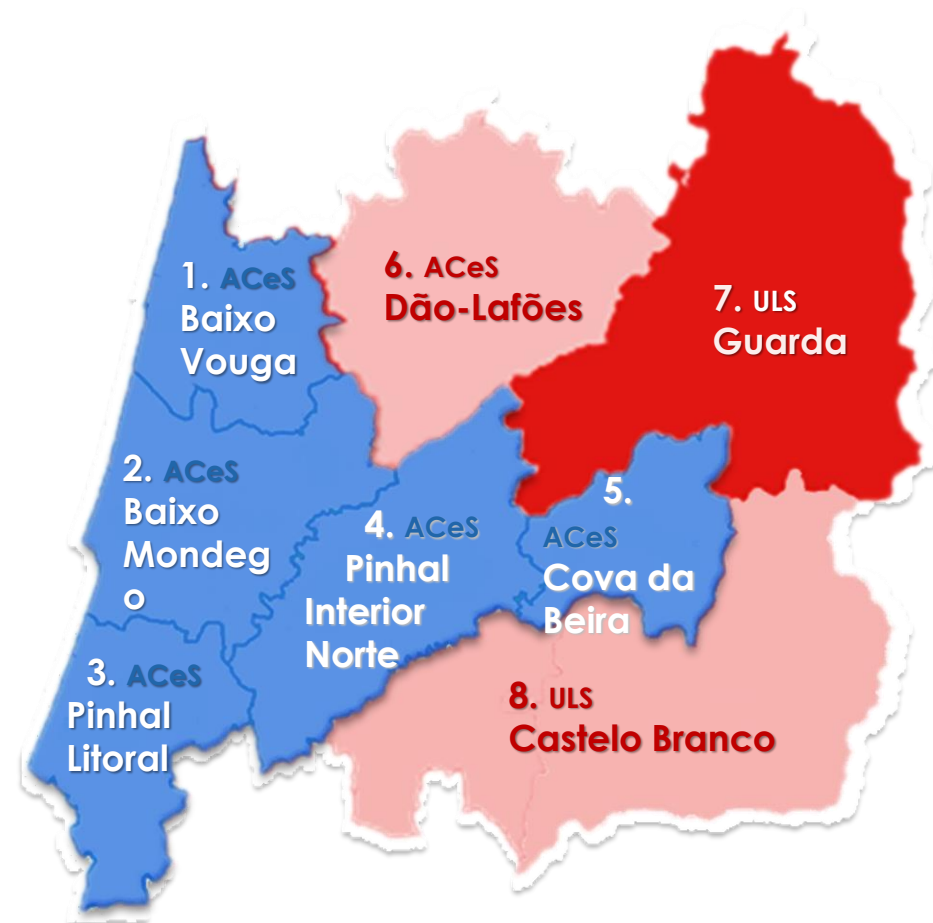 1. ACeS
Baixo
Vouga
2. ACeS
Baixo
Mondeg
o
3. ACeS
Pinhal
Litoral
4. ACeS
Pinhal
Interior
Norte
5.
ACeS
Cova da
Beira
6. ACeS
Dão-Lafões
7. ULS
Guarda
8. ULS
Castelo Branco